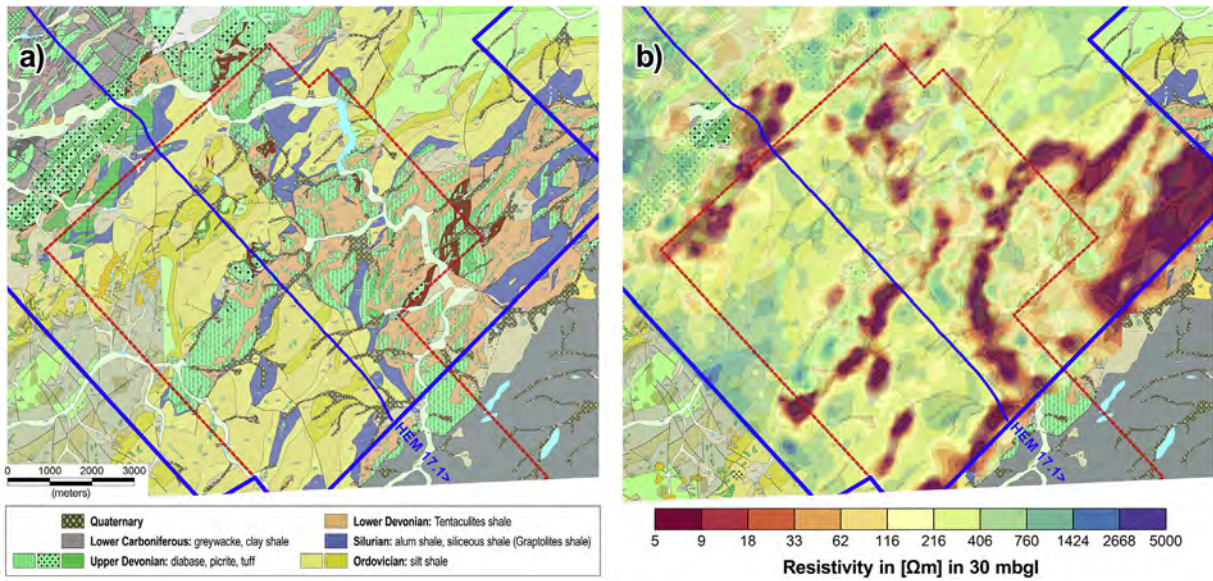 a)
b)
HEM 17-1>
HEM 17-1>
0 1000 2000 3000
(meters)
Quaternary
Lower Carboniferous: greywacke, clay shale
Upper Devonian: diabase, picrite, tuff
Lower Devonian: Tentaculites shale
Silurian: alum shale, siliceous shale (Graptolites shale)
Ordovician: silt shale
5 9 18 33 62 116 216 406 760 1424 2668 5000
Resistivity in [Ωm] in 30 mbgl